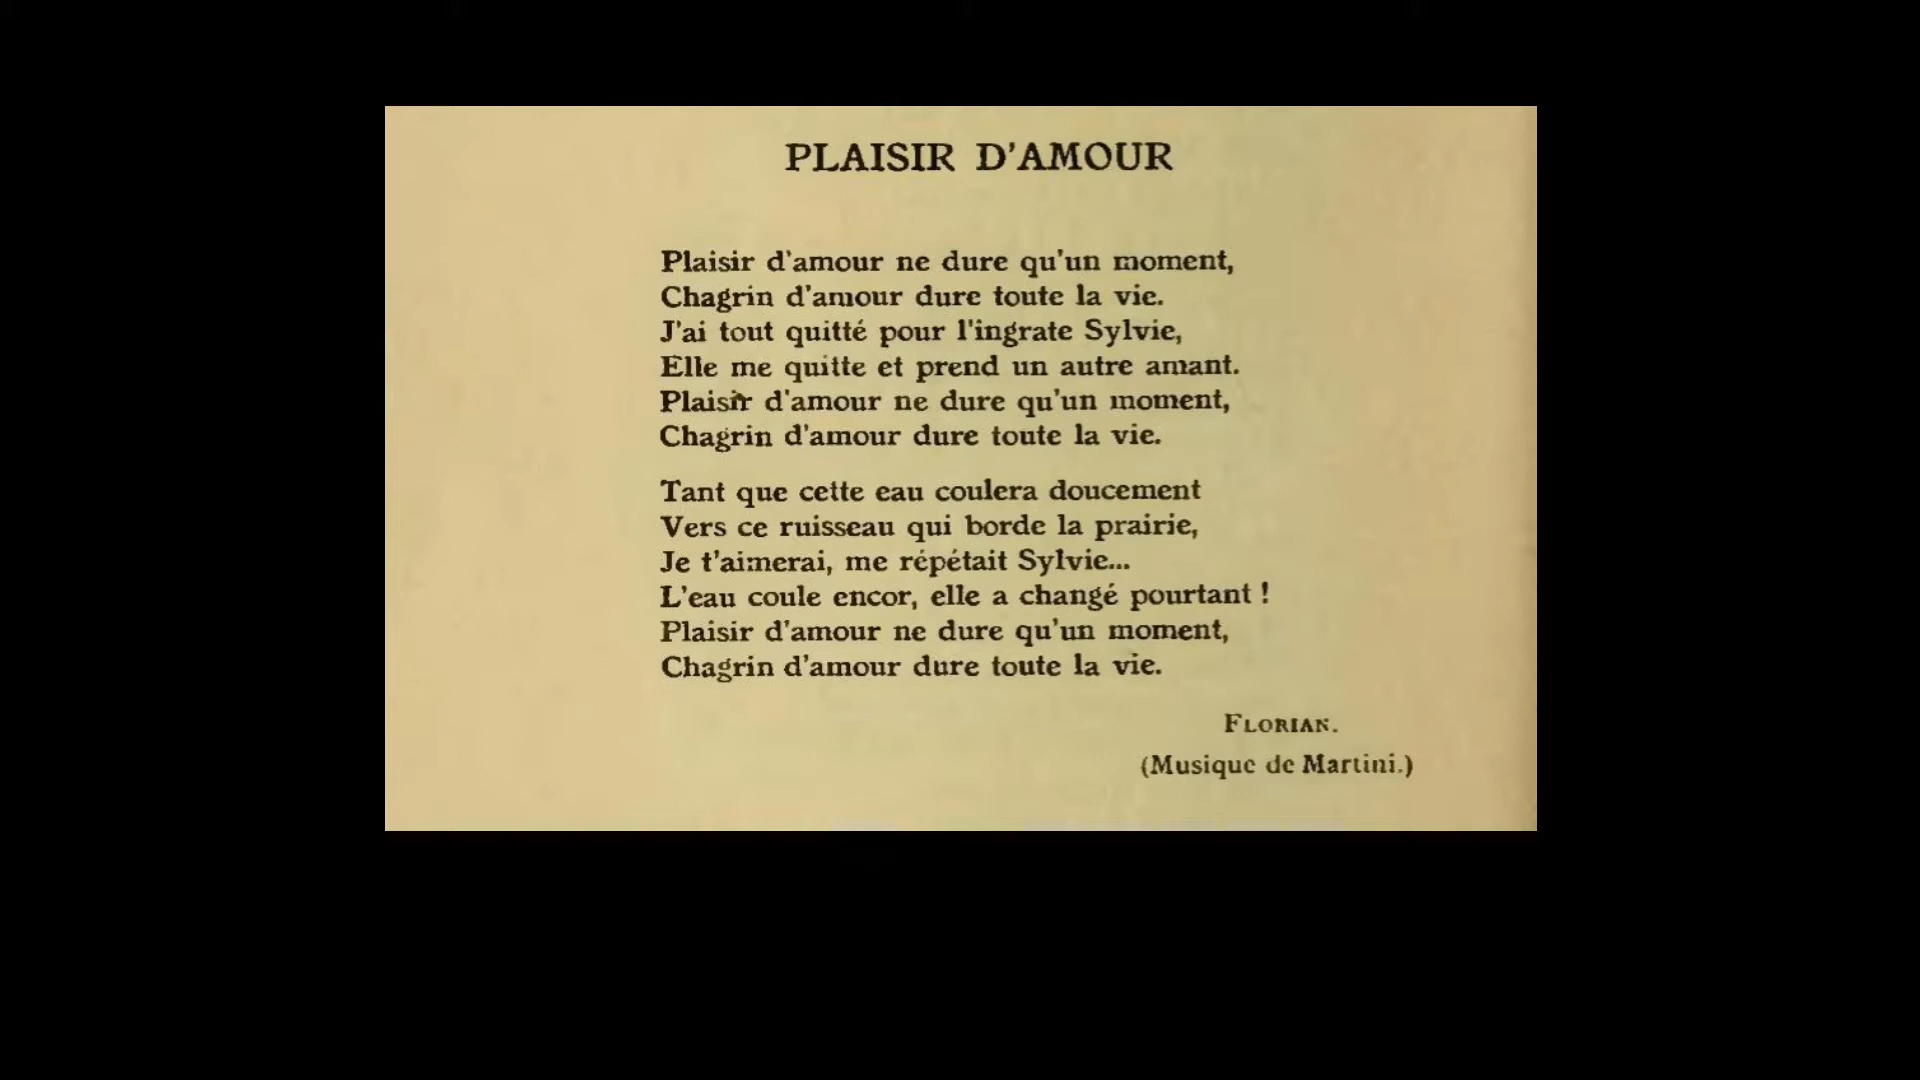 PLAISIR D'AMOUR
Plaisir d'amour ne dure qu'un moment,
Chagrin d'amour dure toute la vie.
J'ai tout quitté pour l'ingrate Sylvie,
Elle me quitte et prend un autre amant.
Plaisir d'amour ne dure qu'un moment,
Chagrin d'amour dure toute la vie.
Tant que cette eau coulera doucement
Vers ce ruisseau qui borde la prairie,
Je t'aimerai, me répétait Sylvie...
L'eau coule encor, elle a changé pourtant !
Plaisir d'amour ne dure qu'un moment,
Chagrin d'amour dure toute la vie.
FLORIAN.
(Musique de Martini.)